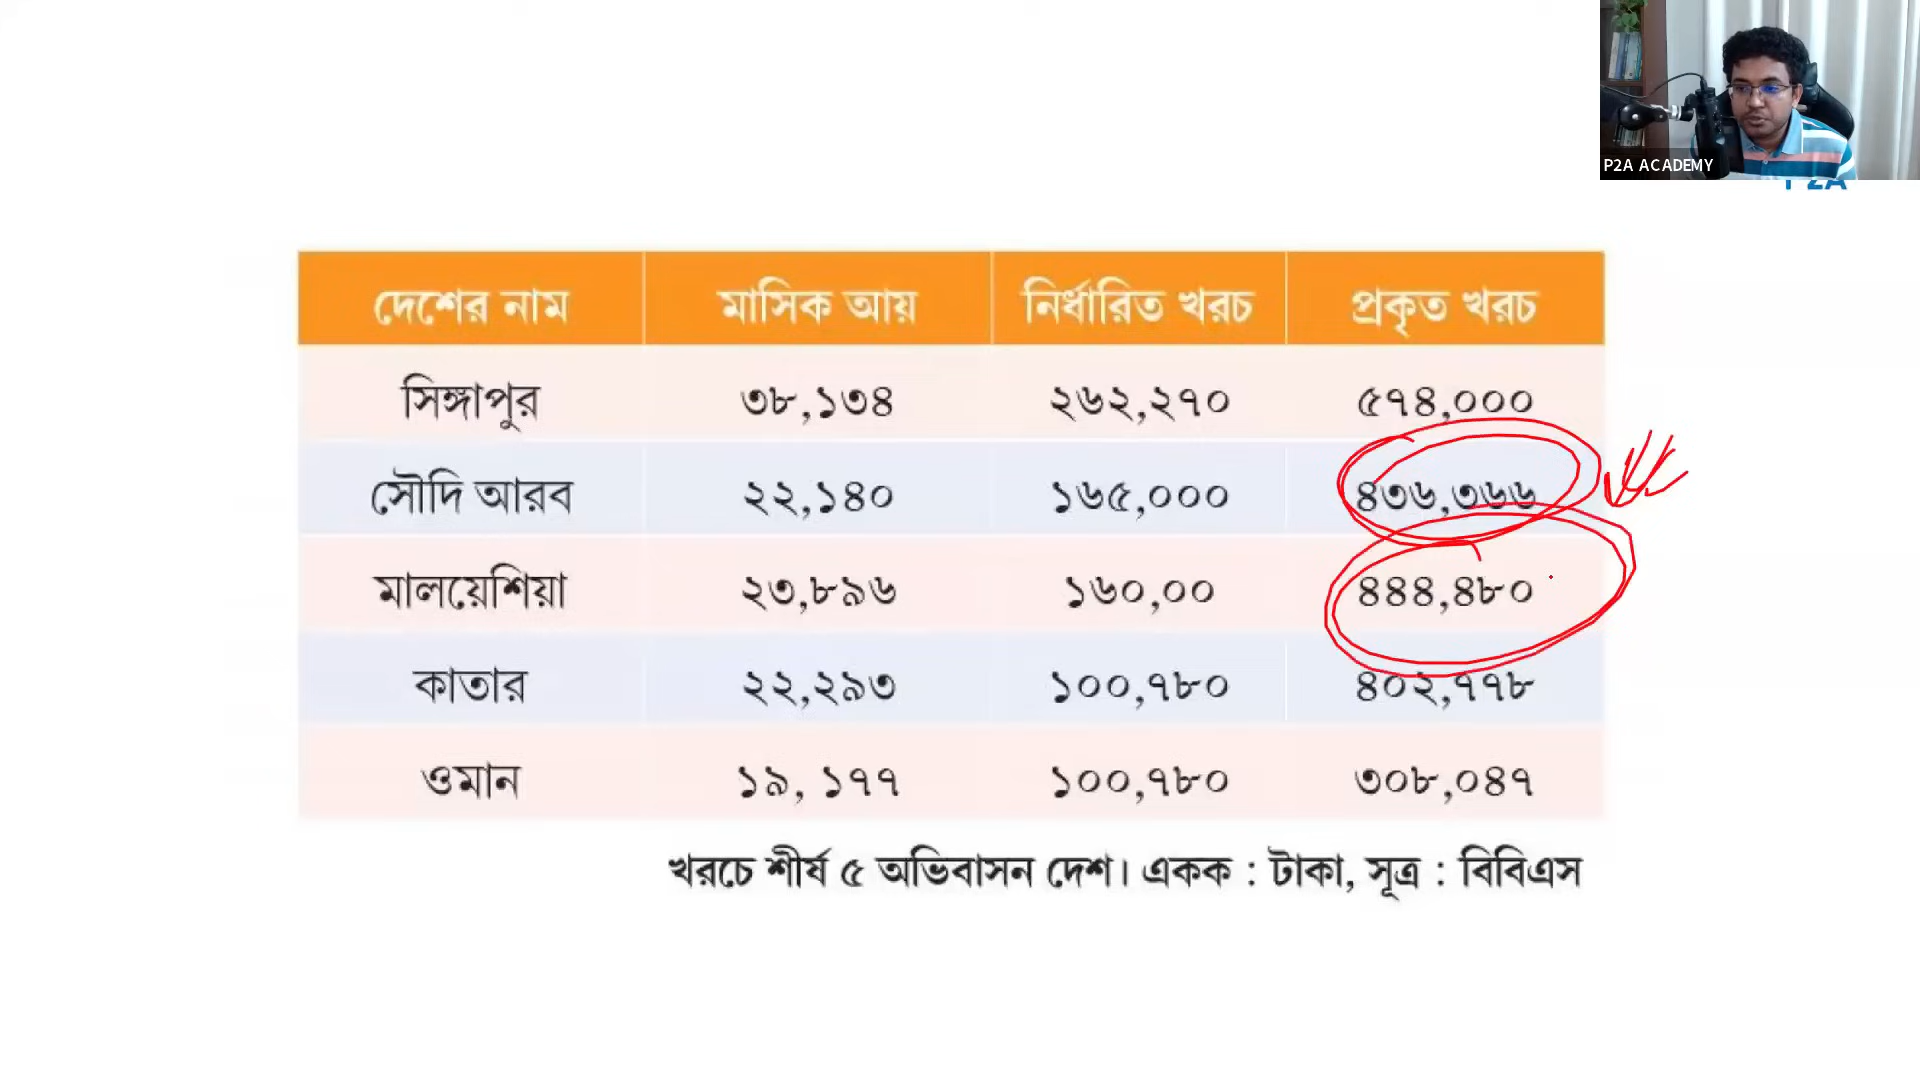 P2A ACADEMY
P2A
দেশের নাম মাসিক আয় নির্ধারিত খরচ প্রকৃত খরচ
সিঙ্গাপুর ৩৮,১৩৪ ২৬২,২৭০ ৫৭৪,০০০
সৌদি আরব ২২,১৪০ ১৬৫,০০০ ৪৩৬,৩৬৬
মালয়েশিয়া ২৩,৮৯৬ ১৬০,০০ ৪৪৪,৪৮০
কাতার ২২,২৯৩ ১০০,৭৮০ ৪০২,৭৭৮
ওমান ১৯, ১৭৭ ১০০,৭৮০ ৩০৮,০৪৭
খরচে শীর্ষ ৫ অভিবাসন দেশ। একক : টাকা, সূত্র : বিবিএস